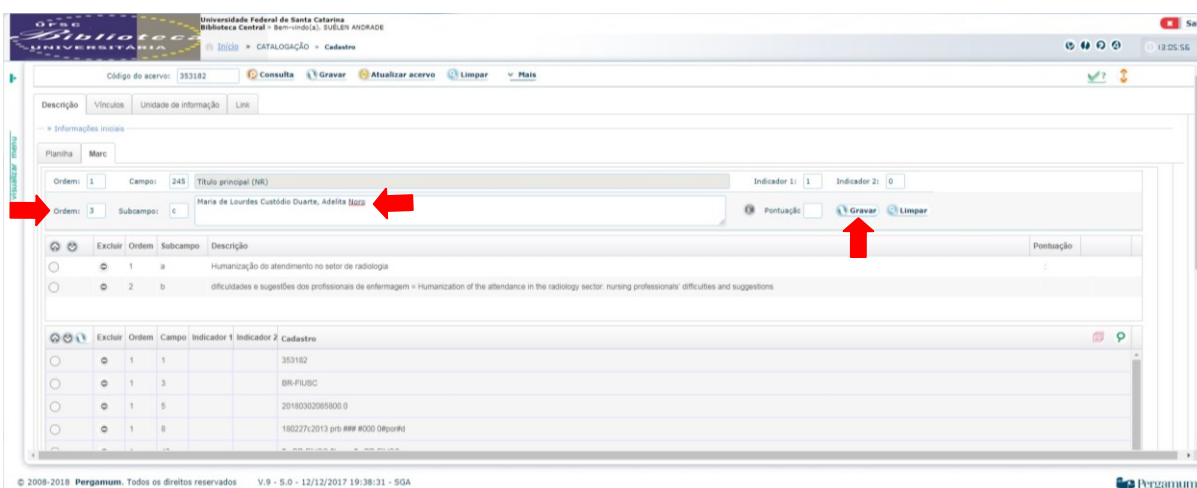 Universidade Federal de Santa Catarina
Biblioteca Central - Bem-vindo(a), SUÉLEN ANDRADE
UFSC
Biblioteca
UNIVERSITÁRIA
Início » CATALOGAÇÃO » Cadastro
Sa
13:05:56
Código do acervo: 353182 Consulta Gravar Atualizar acervo Limpar Mais
Descrição Vínculos Unidade de informação Link
visualizar menu
» Informações iniciais
Planilha Marc
Ordem: 1 Campo: 245 Título principal (NR) Indicador 1: 1 Indicador 2: 0
Ordem: 3 Subcampo: c Maria de Lourdes Custódio Duarte, Adelita Noro Pontuação Gravar Limpar
Excluir Ordem Subcampo Descrição Pontuação
1 a Humanização do atendimento no setor de radiologia :
2 b dificuldades e sugestões dos profissionais de enfermagem = Humanization of the attendance in the radiology sector: nursing professionals' difficulties and suggestions
Excluir Ordem Campo Indicador 1 Indicador 2 Cadastro
1 1 353182
1 3 BR-FlUSC
1 5 20180302085800.0
1 8 180227c2013 prb ### #000 0#por#d
© 2008-2018 Pergamum. Todos os direitos reservados V.9 - 5.0 - 12/12/2017 19:38:31 - SGA
Pergamum